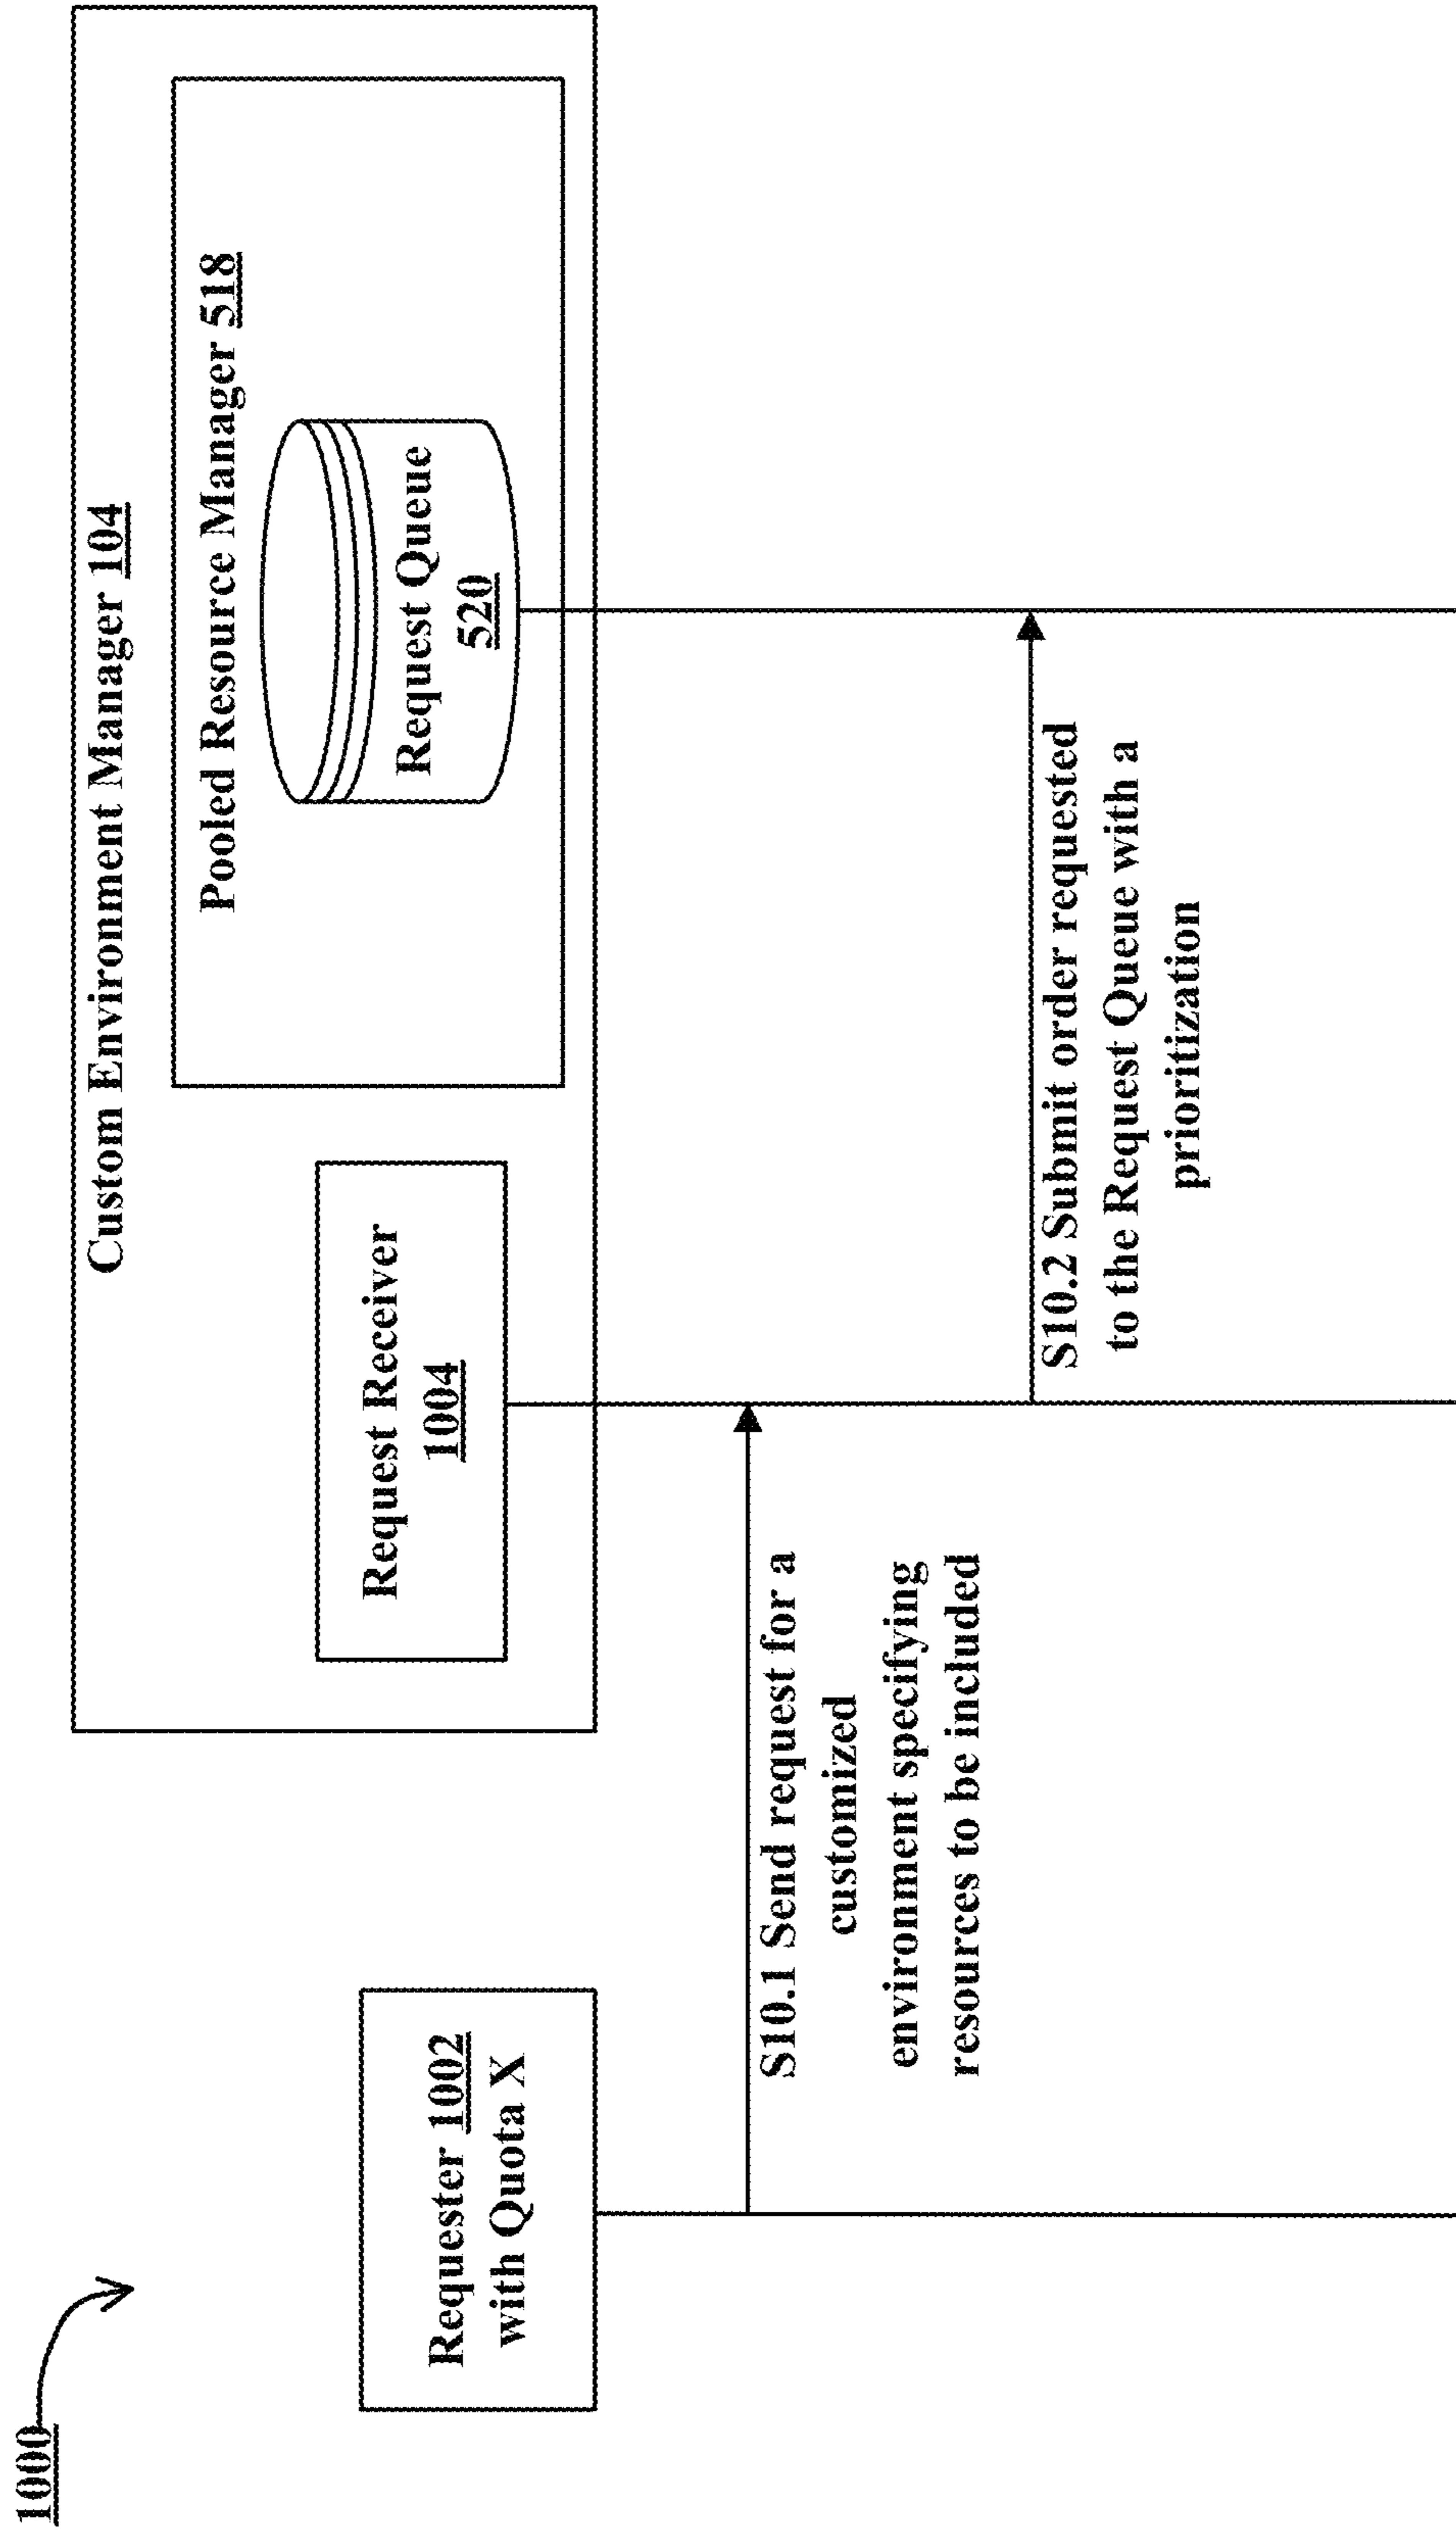 1000
Custom Environment Manager 104
Pooled Resource Manager 518
Request Queue
520
Request Receiver
1004
Requester 1002
with Quota X
S10.1 Send request for a
customized
environment specifying
resources to be included
S10.2 Submit order requested
to the Request Queue with a
prioritization